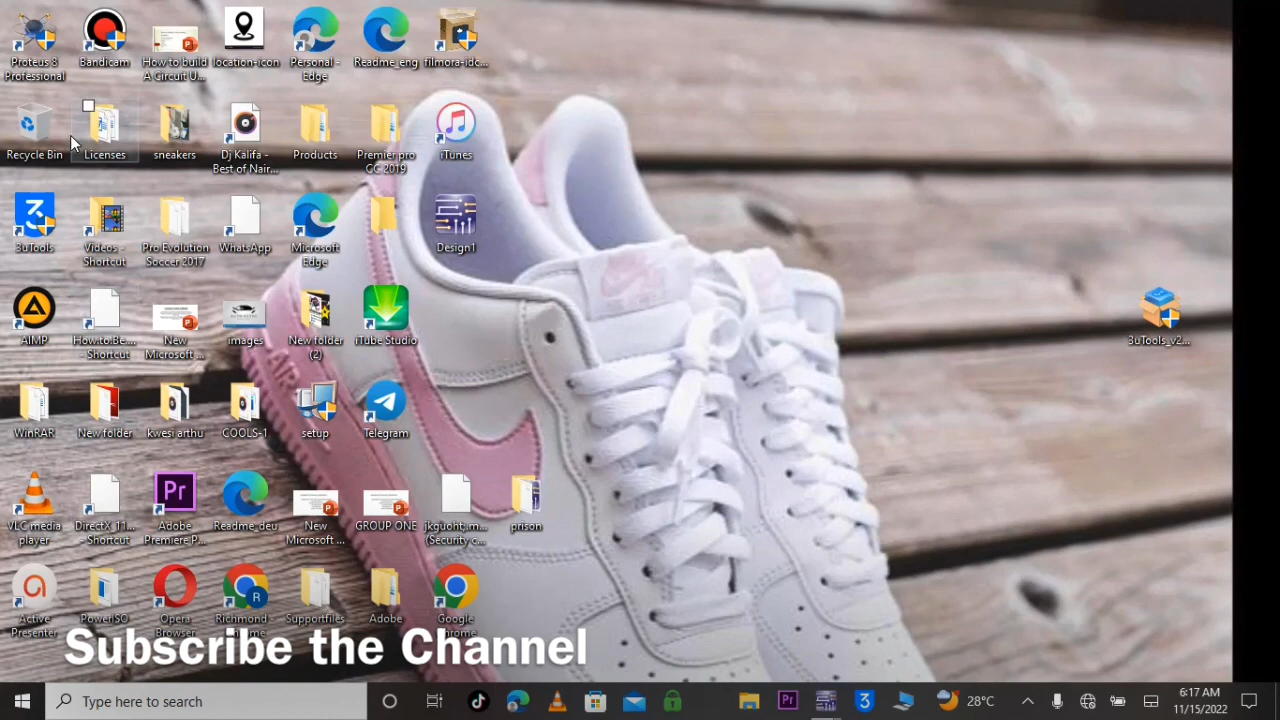 Proteus 8
Professional
Bandicam
How to build
A Circuit U...
location-icon
Personal -
Edge
Readme_eng
filmora-idc...
Recycle Bin
Licenses
sneakers
Dj Kalifa -
Best of Nair...
Products
Premier pro
CC 2019
iTunes
3uTools
Videos -
Shortcut
Pro Evolution
Soccer 2017
WhatsApp
Microsoft
Edge
Design1
AIMP
How.to.Be....
- Shortcut
New
Microsoft ...
images
New folder
(2)
iTube Studio
3uTools_v2...
WinRAR
New folder
kwesi arthu
COOLS-1
setup
Telegram
AIR
VLC media
player
DirectX_11...
- Shortcut
Adobe
Premiere P...
Readme_deu
New
Microsoft ...
GROUP ONE
(Security c...
prison
Active
Presenter
PowerISO
Opera
Browser
Richmond -
Supportfiles
Adobe
Google
Chrome
Subscribe the Channel
Type here to search
28°C
6:17 AM
11/15/2022